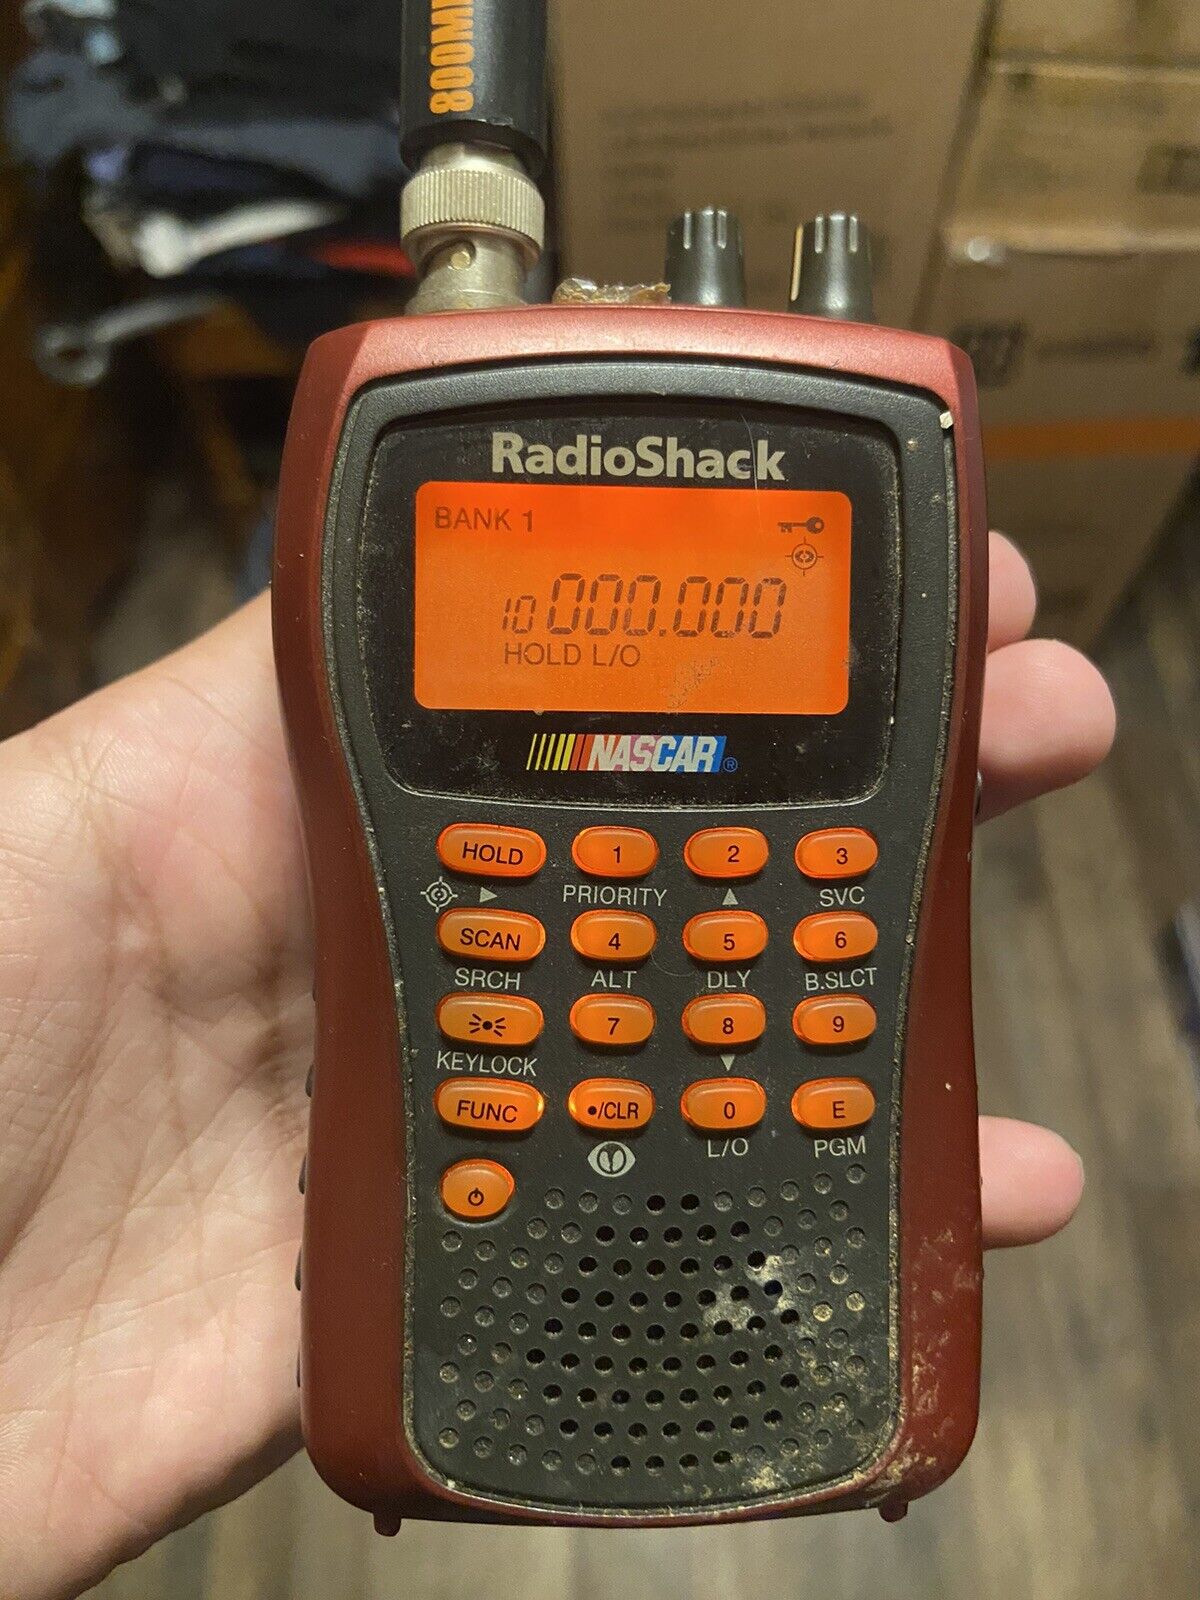 800M
RadioShack
BANK 1
10 000.000
HOLD L/O
NASCAR®
HOLD 1 2 3
PRIORITY ▲ SVC
SCAN 4 5 6
SRCH ALT DLY B.SLCT
7 8 9
KEYLOCK ▼
FUNC •/CLR 0 E
L/O PGM